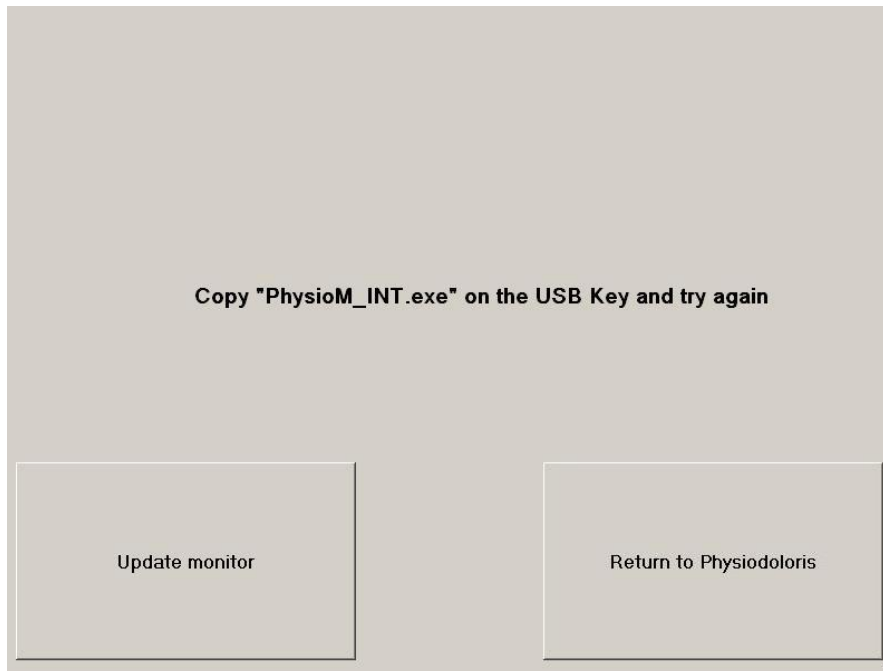 Copy "PhysioM_INT.exe" on the USB Key and try again
Update monitor
Return to Physiodoloris